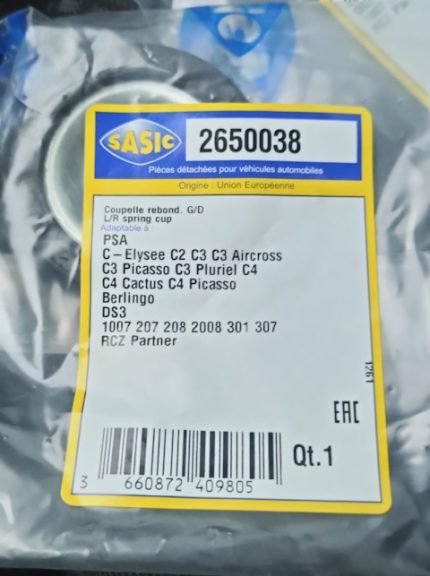 SASIC
2650038
Pièces détachées pour véhicules automobiles
Origine : Union Européenne
Coupelle rebond. G/D
L/R spring cup
Adaptable à
PSA
C-Elysee C2 C3 C3 Aircross
C3 Picasso C3 Pluriel C4
C4 Cactus C4 Picasso
Berlingo
DS3
1007 207 208 2008 301 307
RCZ Partner
1261
EAC
Qt.1
3 660872 409805